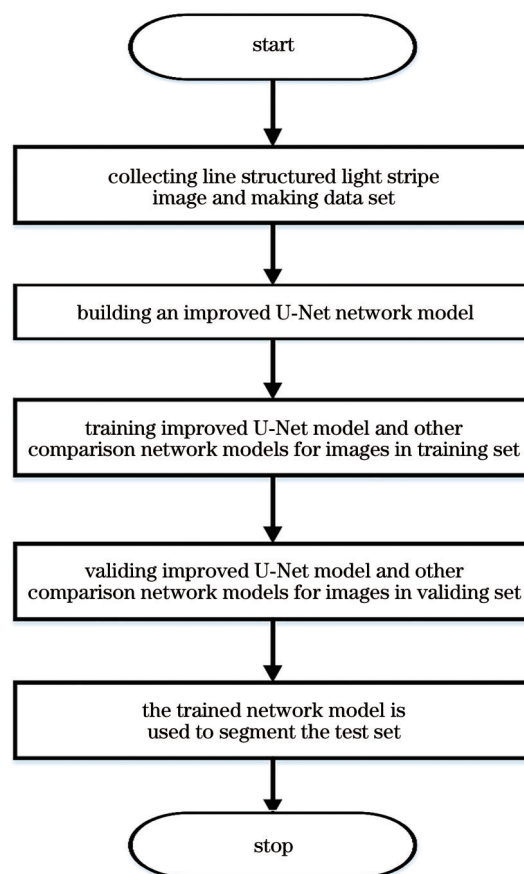 start
collecting line structured light stripe
image and making data set
building an improved U-Net network model
training improved U-Net model and other
comparison network models for images in training set
validing improved U-Net model and other
comparison network models for images in validing set
the trained network model is
used to segment the test set
stop